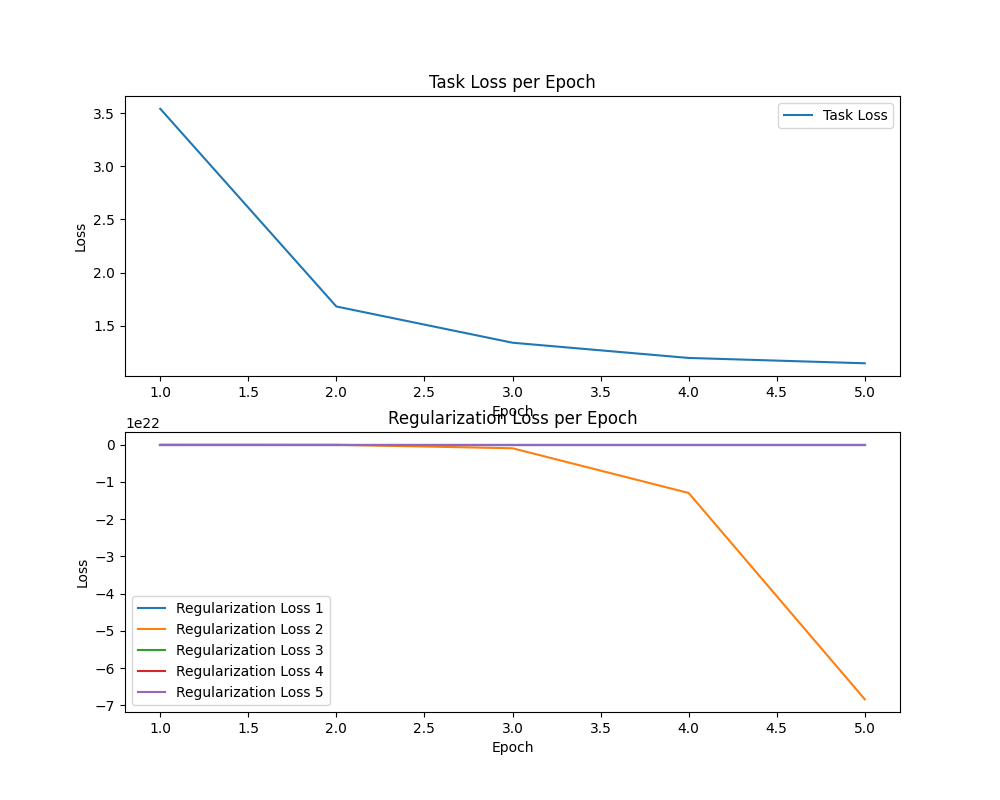 Task Loss per Epoch
Task Loss
3.5
3.0
2.5
2.0
1.5
Loss
1.0 1.5 2.0 2.5 3.0 3.5 4.0 4.5 5.0
Epoch
Regularization Loss per Epoch
1e22
0
−1
−2
−3
−4
−5
−6
−7
Loss
Regularization Loss 1
Regularization Loss 2
Regularization Loss 3
Regularization Loss 4
Regularization Loss 5
1.0 1.5 2.0 2.5 3.0 3.5 4.0 4.5 5.0
Epoch